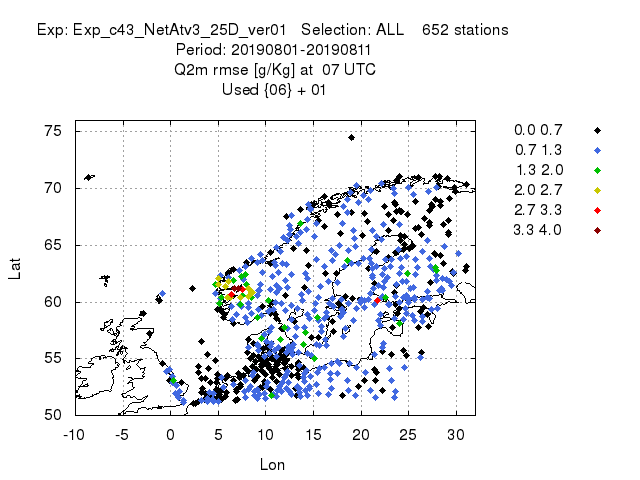 Exp: Exp_c43_NetAtv3_25D_ver01 Selection: ALL 652 stations
Period: 20190801-20190811
Q2m rmse [g/Kg] at 07 UTC
Used {06} + 01
75
70
65
60
55
50
-10 -5 0 5 10 15 20 25 30
Lat
Lon
0.0 0.7
0.7 1.3
1.3 2.0
2.0 2.7
2.7 3.3
3.3 4.0